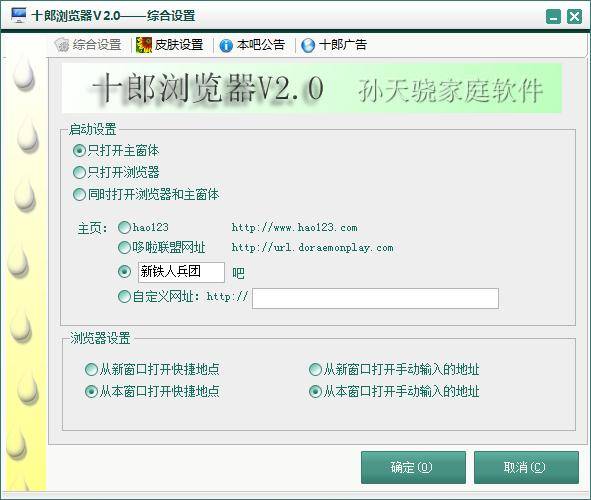 十郎浏览器V2.0——综合设置
综合设置 皮肤设置 本吧公告 十郎广告
十郎浏览器V2.0 孙天骁家庭软件
启动设置
只打开主窗体
只打开浏览器
同时打开浏览器和主窗体
主页: hao123 http://www.hao123.com
哆啦联盟网址 http://url.doraemonplay.com
新铁人兵团 吧
自定义网址: http://
浏览器设置
从新窗口打开快捷地点 从新窗口打开手动输入的地址
从本窗口打开快捷地点 从本窗口打开手动输入的地址
确定(O) 取消(C)